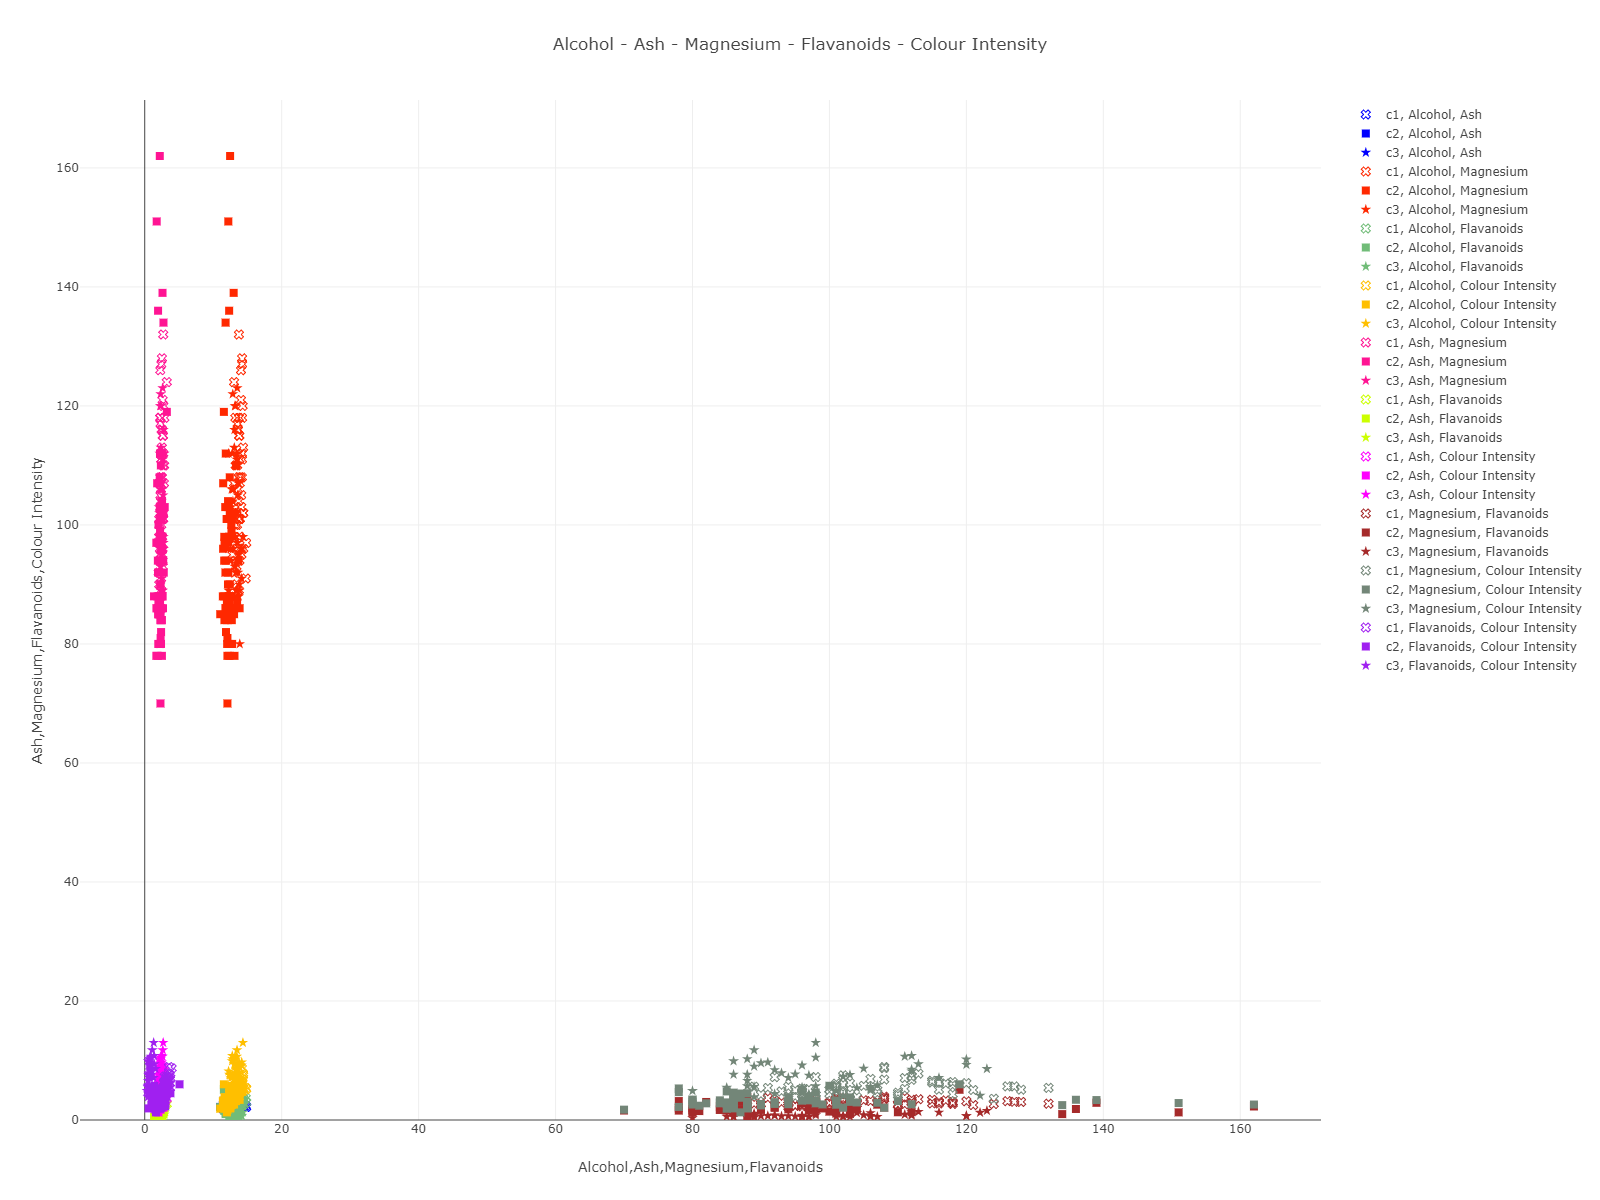 Alcohol - Ash - Magnesium - Flavanoids - Colour Intensity
c1, Alcohol, Ash
c2, Alcohol, Ash
c3, Alcohol, Ash
c1, Alcohol, Magnesium
c2, Alcohol, Magnesium
c3, Alcohol, Magnesium
c1, Alcohol, Flavanoids
c2, Alcohol, Flavanoids
c3, Alcohol, Flavanoids
c1, Alcohol, Colour Intensity
c2, Alcohol, Colour Intensity
c3, Alcohol, Colour Intensity
c1, Ash, Magnesium
c2, Ash, Magnesium
c3, Ash, Magnesium
c1, Ash, Flavanoids
c2, Ash, Flavanoids
c3, Ash, Flavanoids
c1, Ash, Colour Intensity
c2, Ash, Colour Intensity
c3, Ash, Colour Intensity
c1, Magnesium, Flavanoids
c2, Magnesium, Flavanoids
c3, Magnesium, Flavanoids
c1, Magnesium, Colour Intensity
c2, Magnesium, Colour Intensity
c3, Magnesium, Colour Intensity
c1, Flavanoids, Colour Intensity
c2, Flavanoids, Colour Intensity
c3, Flavanoids, Colour Intensity
Ash,Magnesium,Flavanoids,Colour Intensity
160
140
120
100
80
60
40
20
0
0 20 40 60 80 100 120 140 160
Alcohol,Ash,Magnesium,Flavanoids